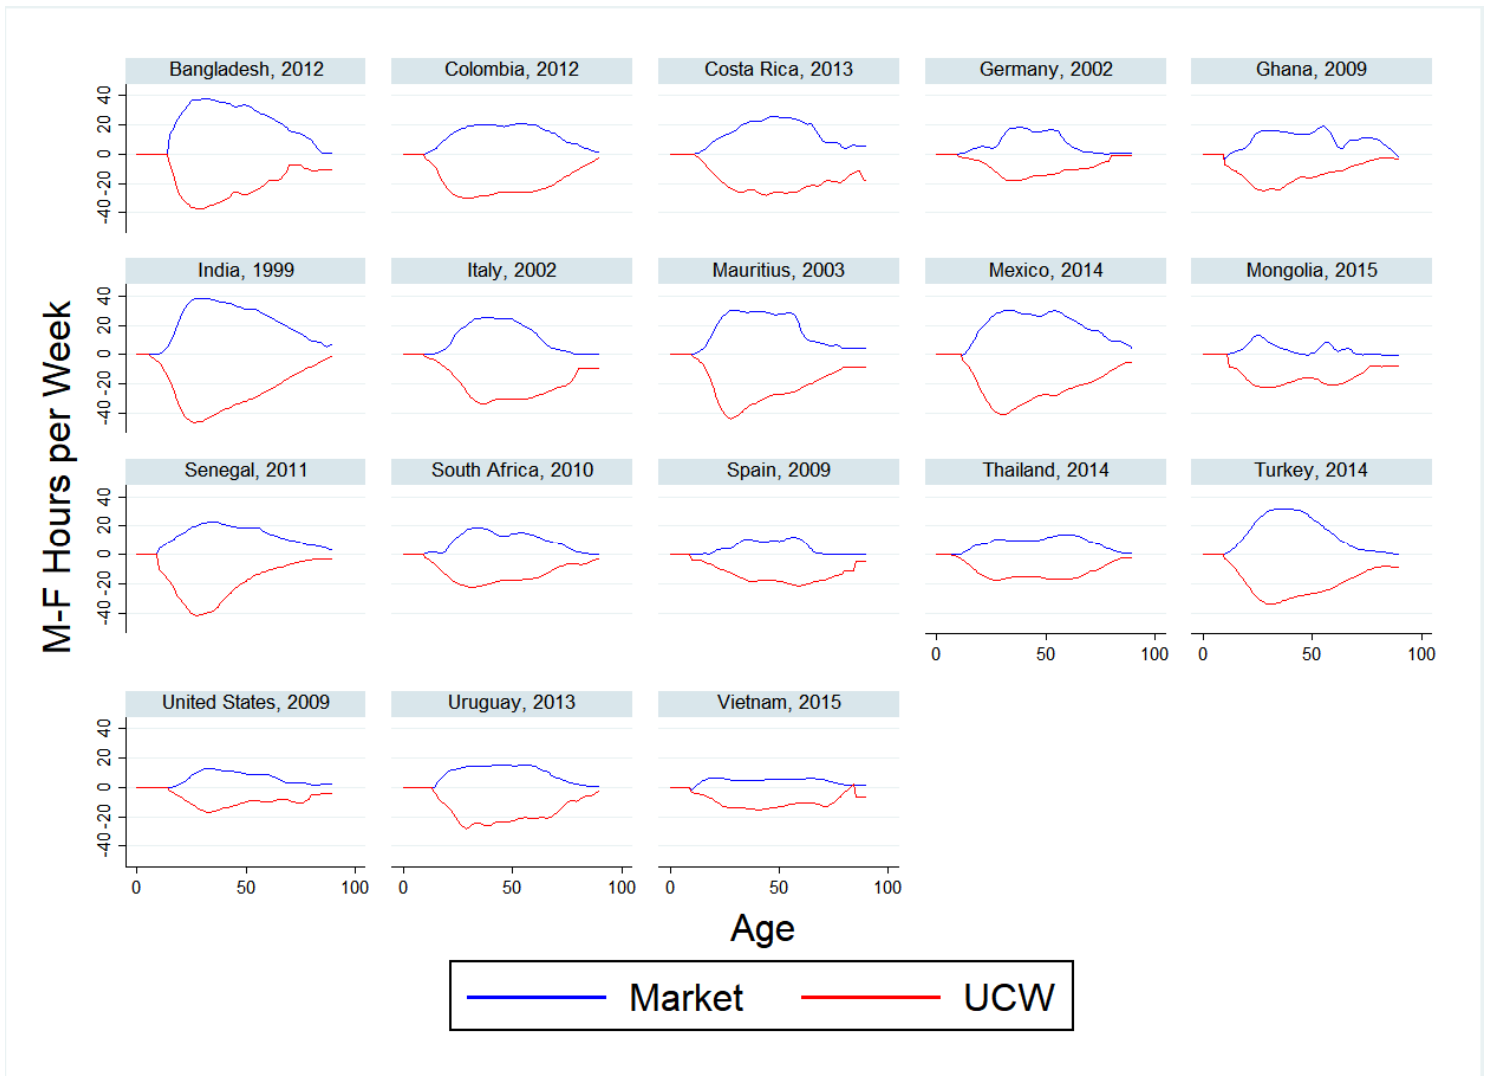 Bangladesh, 2012 Colombia, 2012 Costa Rica, 2013 Germany, 2002 Ghana, 2009
40
20
0
-20
-40
India, 1999 Italy, 2002 Mauritius, 2003 Mexico, 2014 Mongolia, 2015
40
20
0
-20
-40
Senegal, 2011 South Africa, 2010 Spain, 2009 Thailand, 2014 Turkey, 2014
40
20
0
-20
-40
0 50 100 0 50 100
United States, 2009 Uruguay, 2013 Vietnam, 2015
40
20
0
-20
-40
0 50 100 0 50 100 0 50 100
M-F Hours per Week
Age
Market UCW